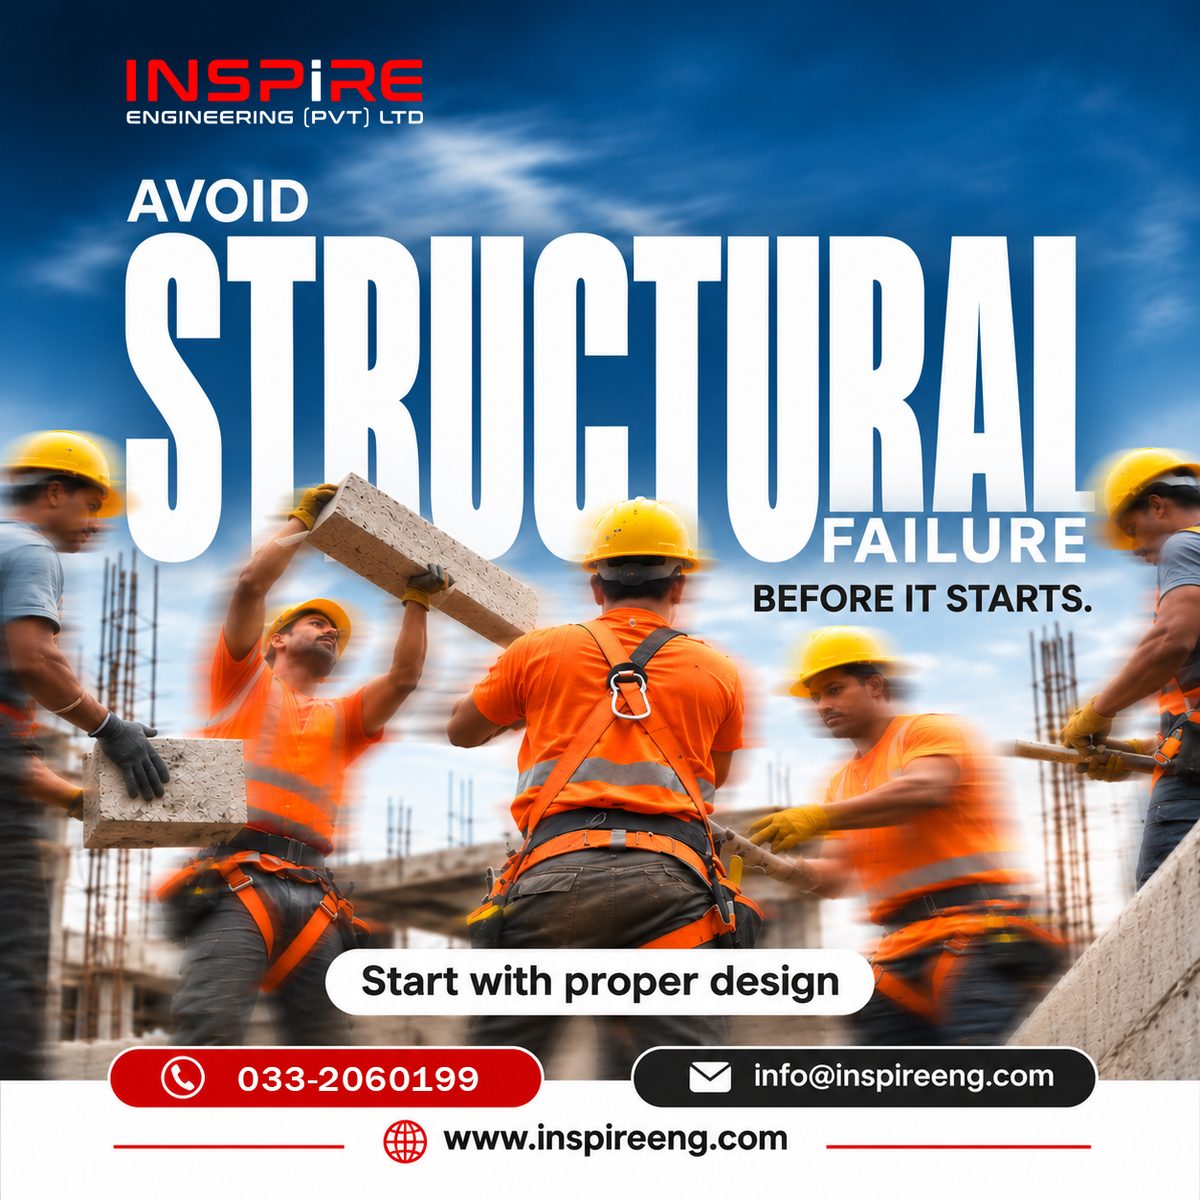 INSPiRE
ENGINEERING (PVT) LTD
AVOID
STRUCTURAL
FAILURE
BEFORE IT STARTS.
Start with proper design
033-2060199
info@inspireeng.com
www.inspireeng.com